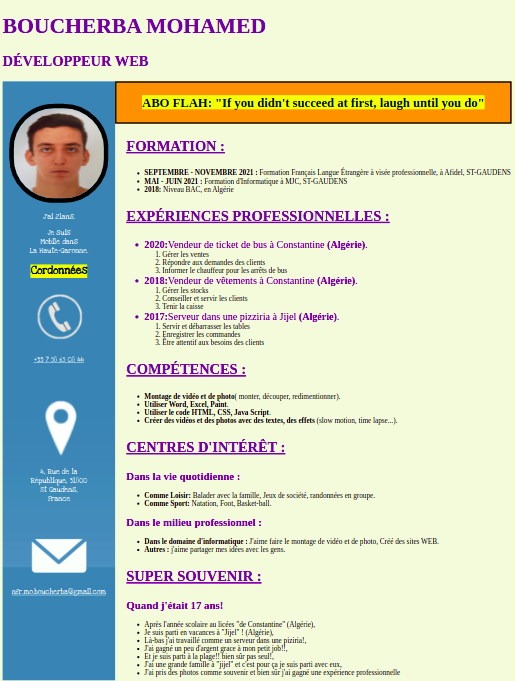 BOUCHERBA MOHAMED
DÉVELOPPEUR WEB
ABO FLAH: "If you didn't succeed at first, laugh until you do"
J'ai 21ans.
Je suis
Mobile dans
La Haute-Garonne.
Cordonnées
4, Rue de la
République, 31800
St Gaudens,
France
mr.mo.boucherba@gmail.com
FORMATION :
SEPTEMBRE - NOVEMBRE 2021 : Formation Français Langue Étrangère à visée professionnelle, à Afidel, ST-GAUDENS
MAI - JUIN 2021 : Formation d'Informatique à MJC, ST-GAUDENS
2018: Niveau BAC, en Algérie
EXPÉRIENCES PROFESSIONNELLES :
2020:Vendeur de ticket de bus à Constantine (Algérie).
1. Gérer les ventes
2. Répondre aux demandes des clients
3. Informer le chauffeur pour les arrêts de bus
2018:Vendeur de vêtements à Constantine (Algérie).
1. Gérer les stocks
2. Conseiller et servir les clients
3. Tenir la caisse
2017:Serveur dans une pizziria à Jijel (Algérie).
1. Servir et débarrasser les tables
2. Enregistrer les commandes
3. Être attentif aux besoins des clients
COMPÉTENCES :
Montage de vidéo et de photo( monter, découper, redimentionner).
Utiliser Word, Excel, Paint.
Utiliser le code HTML, CSS, Java Script.
Créer des vidéos et des photos avec des textes, des effets (slow motion, time lapse...).
CENTRES D'INTÉRÊT :
Dans la vie quotidienne :
Comme Loisir: Balader avec la famille, Jeux de société, randonnées en groupe.
Comme Sport: Natation, Foot, Basket-ball.
Dans le milieu professionnel :
Dans le domaine d'informatique : J'aime faire le montage de vidéo et de photo, Créé des sites WEB.
Autres : j'aime partager mes idées avec les gens.
SUPER SOUVENIR :
Quand j'était 17 ans!
Après l'année scolaire au licées "de Constantine" (Algérie),
Je suis parti en vacances à "Jijel" ! (Algérie),
Là-bas j'ai travaillé comme un serveur dans une piziria!,
J'ai gagné un peu d'argent grace à mon petit job!!,
Et je suis parti à la plage!! bien sûr pas seul!,
J'ai une grande famille à "jijel" et c'est pour ça je suis parti avec eux,
J'ai pris des photos comme souvenir et bien sûr j'ai gagné une expérience professionnelle